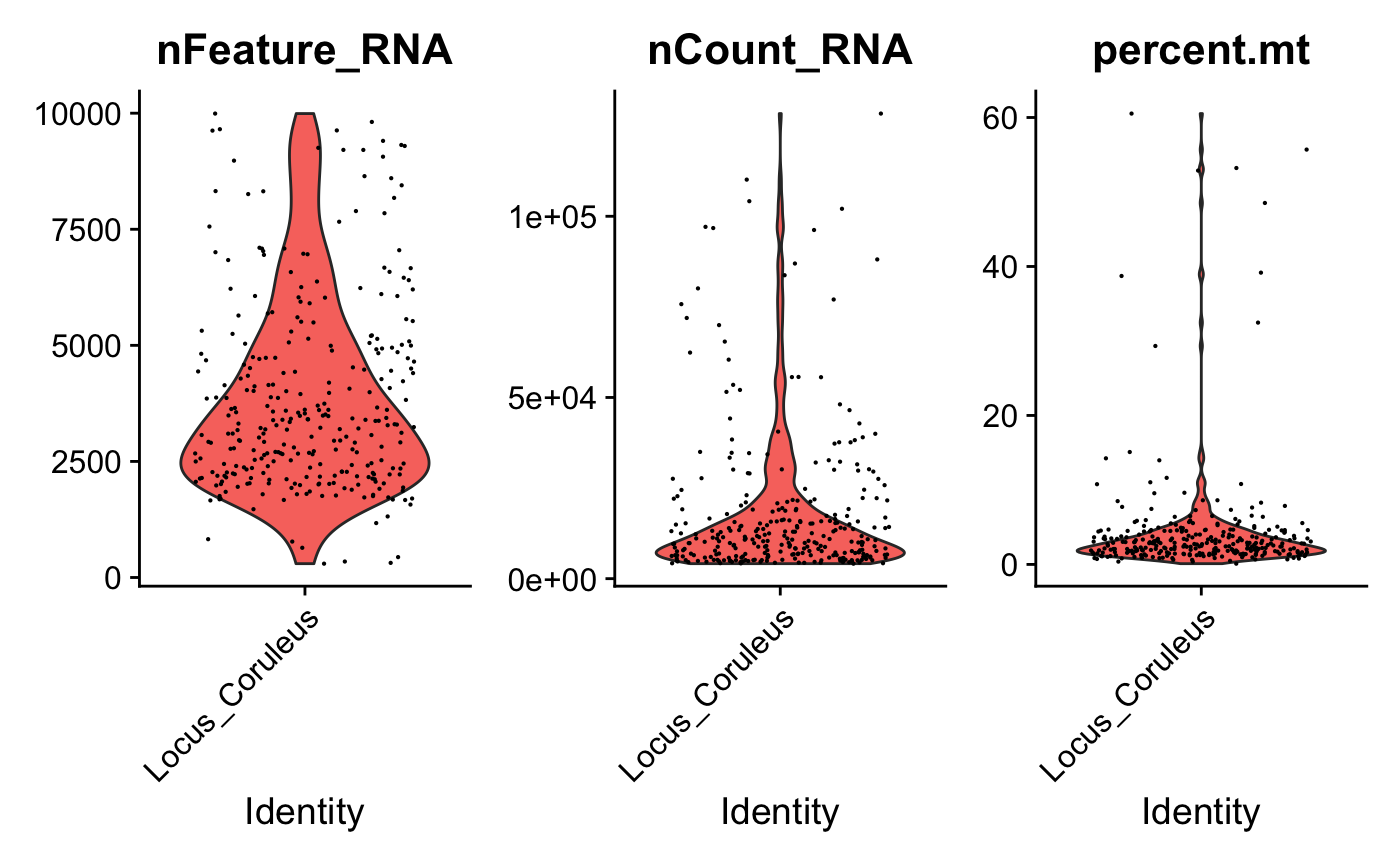 nFeature_RNA
10000
7500
5000
2500
0
Locus_Coruleus
Identity
nCount_RNA
1e+05
5e+04
0e+00
Locus_Coruleus
Identity
percent.mt
60
40
20
0
Locus_Coruleus
Identity